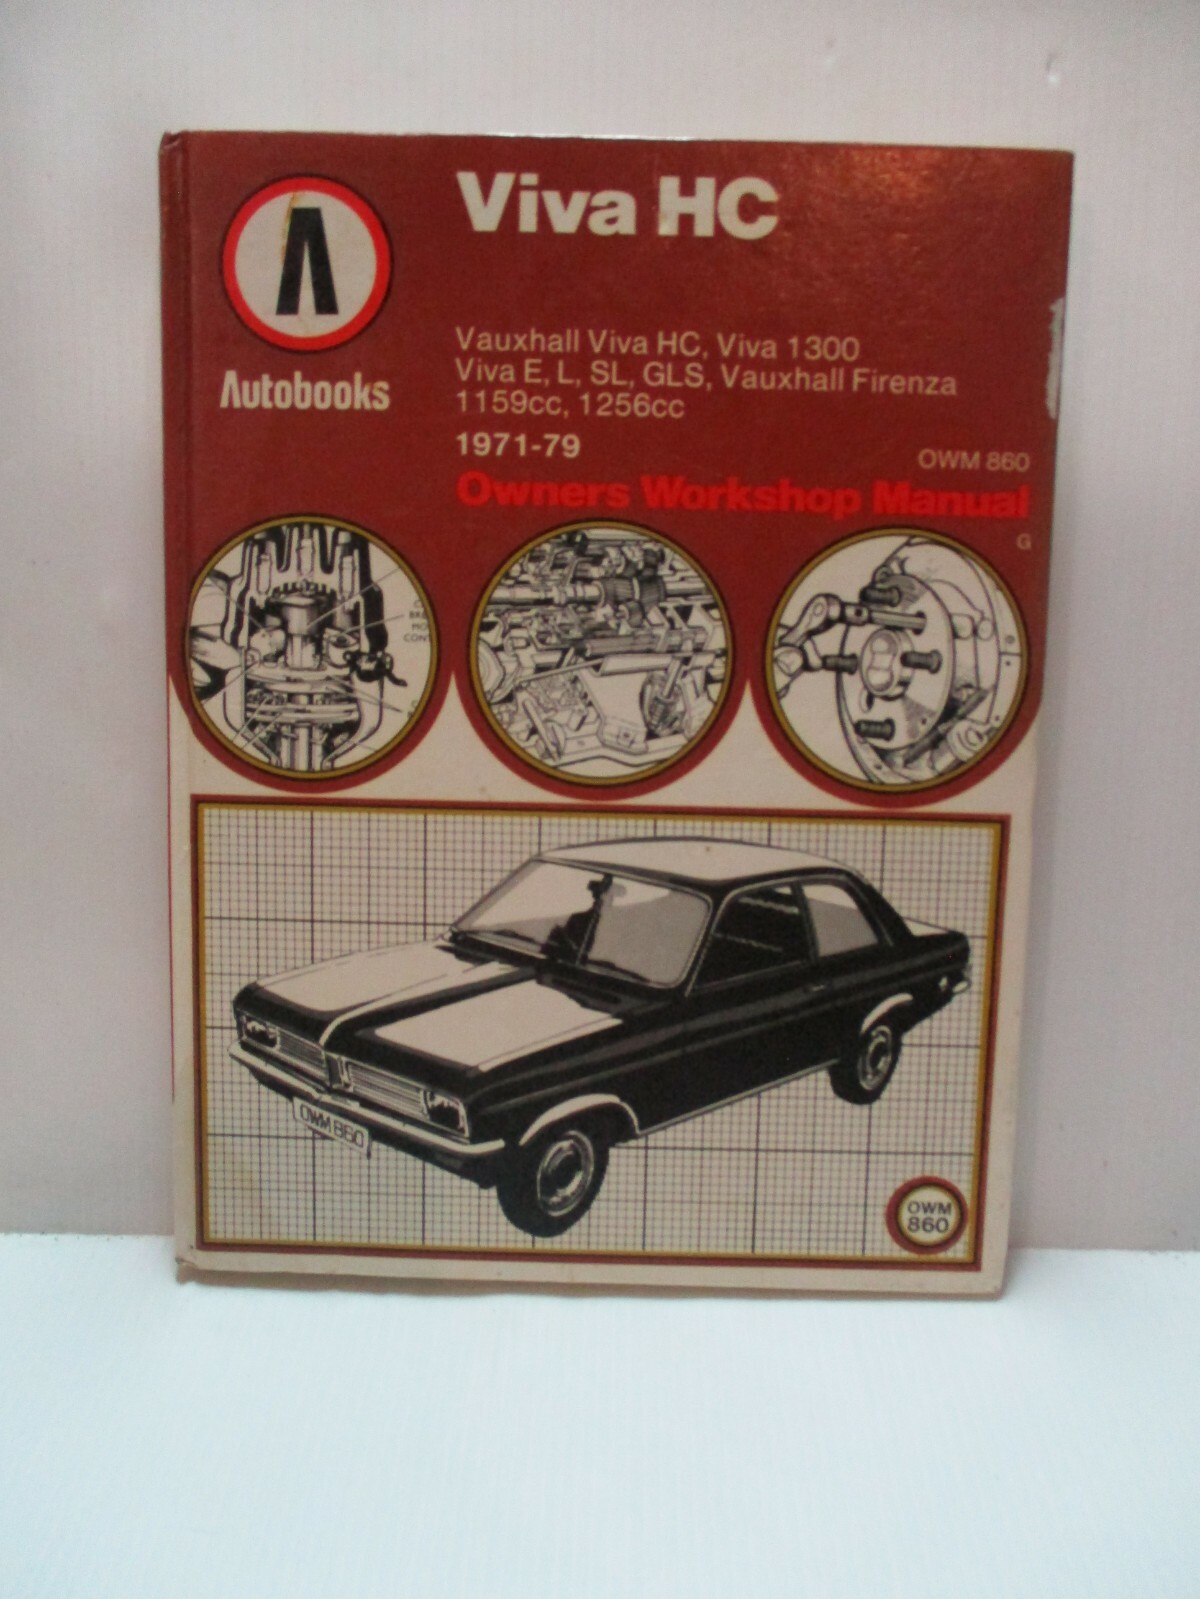 Viva HC
Autobooks
Vauxhall Viva HC, Viva 1300
Viva E, L, SL, GLS, Vauxhall Firenza
1159cc, 1256cc
1971-79
OWM 860
Owners Workshop Manual
G
OWM 860
OWM
860